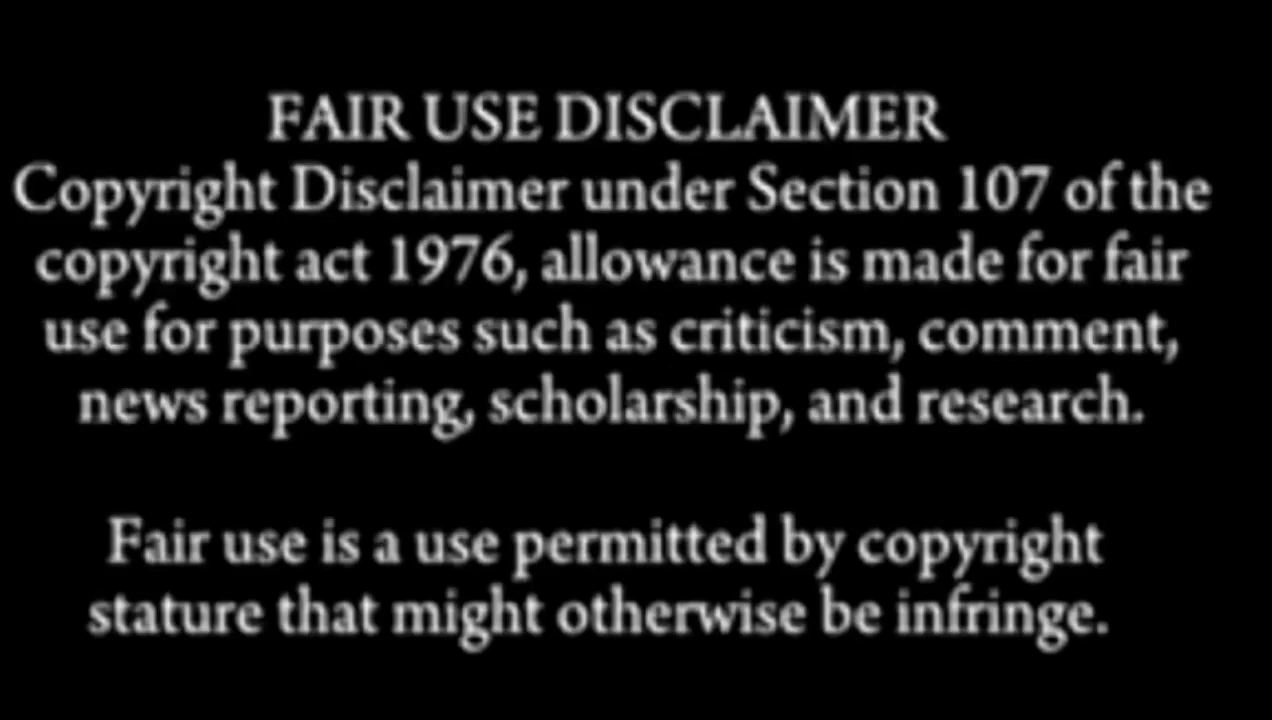 FAIR USE DISCLAIMER
Copyright Disclaimer under Section 107 of the
copyright act 1976, allowance is made for fair
use for purposes such as criticism, comment,
news reporting, scholarship, and research.
Fair use is a use permitted by copyright
stature that might otherwise be infringe.